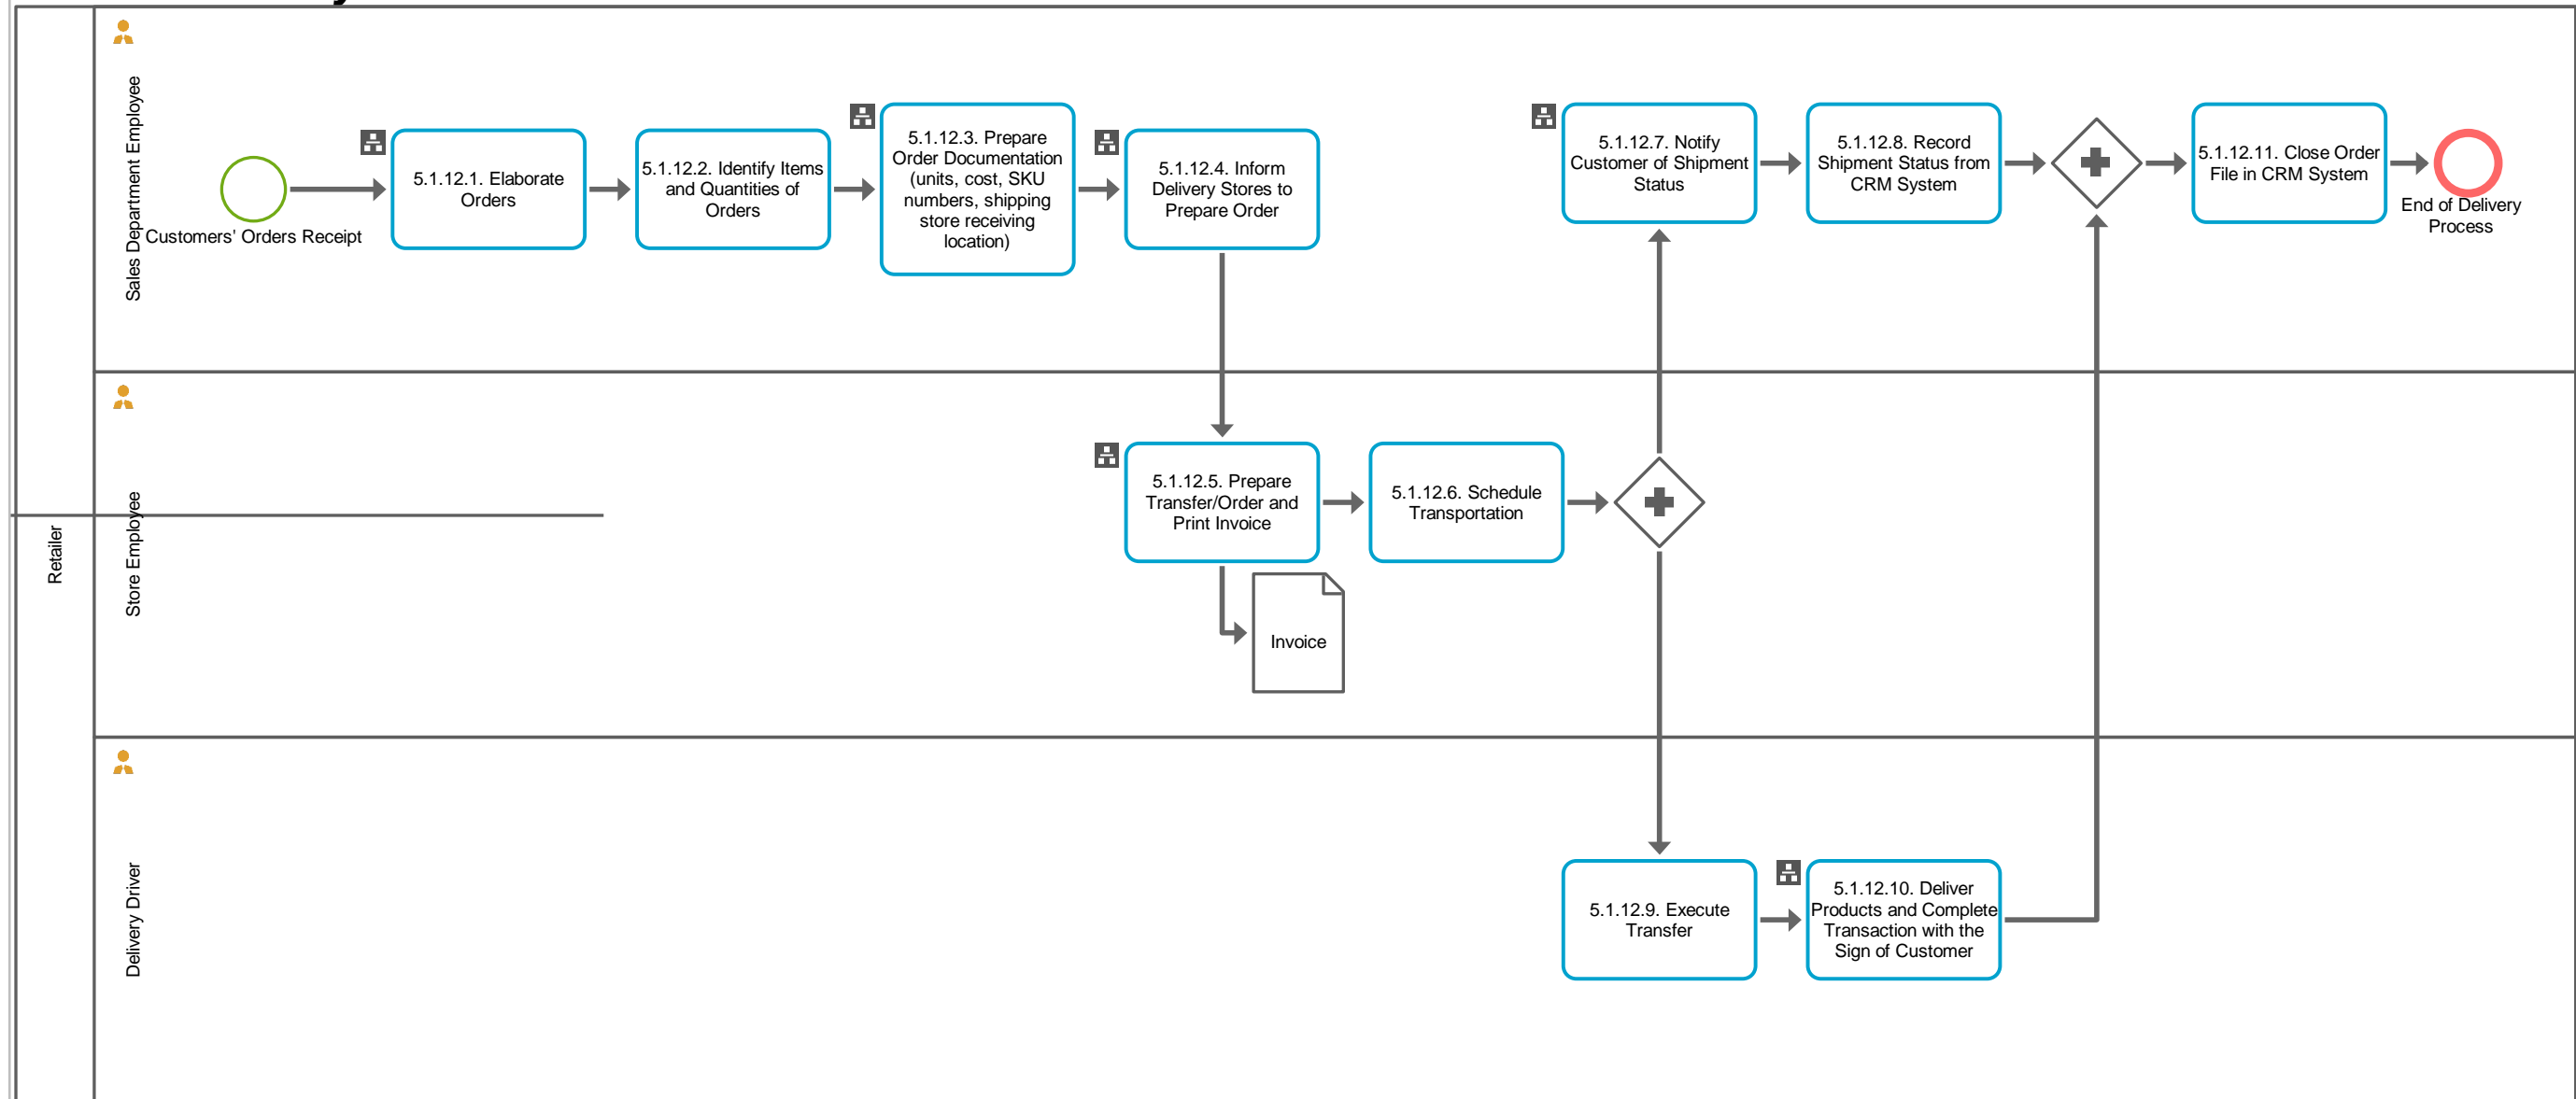 Retailer
Sales Department Employee
Customers' Orders Receipt
5.1.12.1. Elaborate
Orders
5.1.12.2. Identify Items
and Quantities of
Orders
5.1.12.3. Prepare
Order Documentation
(units, cost, SKU
numbers, shipping
store receiving
location)
5.1.12.4. Inform
Delivery Stores to
Prepare Order
5.1.12.7. Notify
Customer of Shipment
Status
5.1.12.8. Record
Shipment Status from
CRM System
5.1.12.11. Close Order
File in CRM System
End of Delivery
Process
Store Employee
5.1.12.5. Prepare
Transfer/Order and
Print Invoice
5.1.12.6. Schedule
Transportation
Invoice
Delivery Driver
5.1.12.9. Execute
Transfer
5.1.12.10. Deliver
Products and Complete
Transaction with the
Sign of Customer